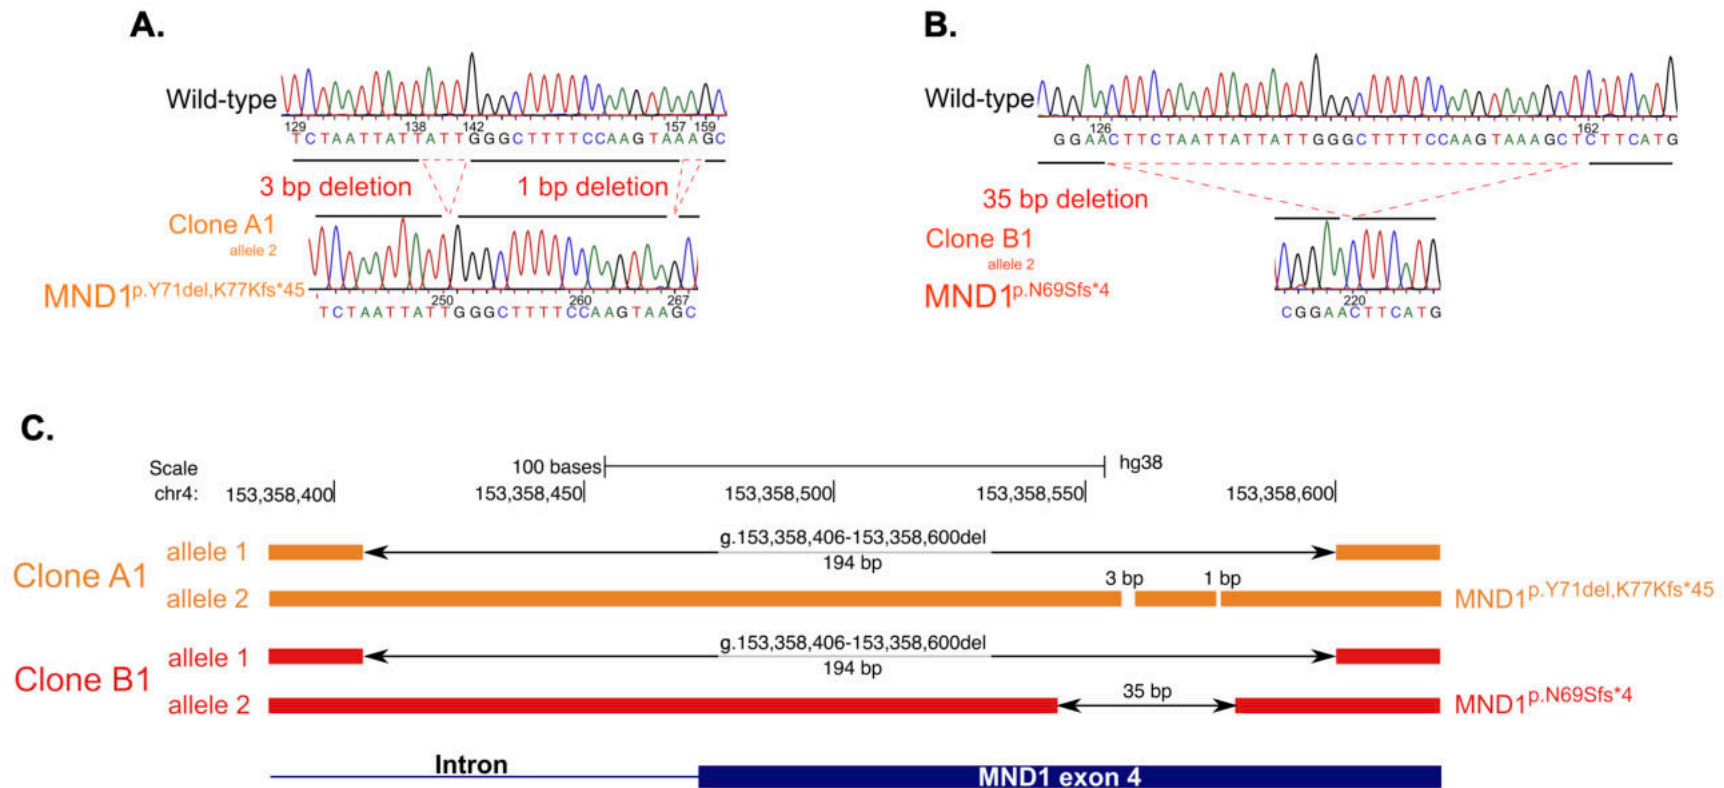 A.
Wild-type
129 138 142 157 159
TCTAATTATTATTGGGCTTTTCCAAGTAAAGC
3 bp deletion 1 bp deletion
Clone A1
allele 2
MND1p.Y71del,K77Kfs*45
250 260 267
TCTAATTATTGGGCTTTTCCAAGTAAGC
B.
Wild-type
126 162
GGAACTTCTAATTATTATTGGGCTTTTCCAAGTAAAGCTCTTCATG
35 bp deletion
Clone B1
allele 2
MND1p.N69Sfs*4
220
CGGAACTTCATG
C.
Scale 100 bases hg38
chr4: 153,358,400 153,358,450 153,358,500 153,358,550 153,358,600
Clone A1
allele 1 g.153,358,406-153,358,600del
194 bp
3 bp 1 bp
allele 2 MND1p.Y71del,K77Kfs*45
Clone B1
allele 1 g.153,358,406-153,358,600del
194 bp
35 bp
allele 2 MND1p.N69Sfs*4
Intron MND1 exon 4